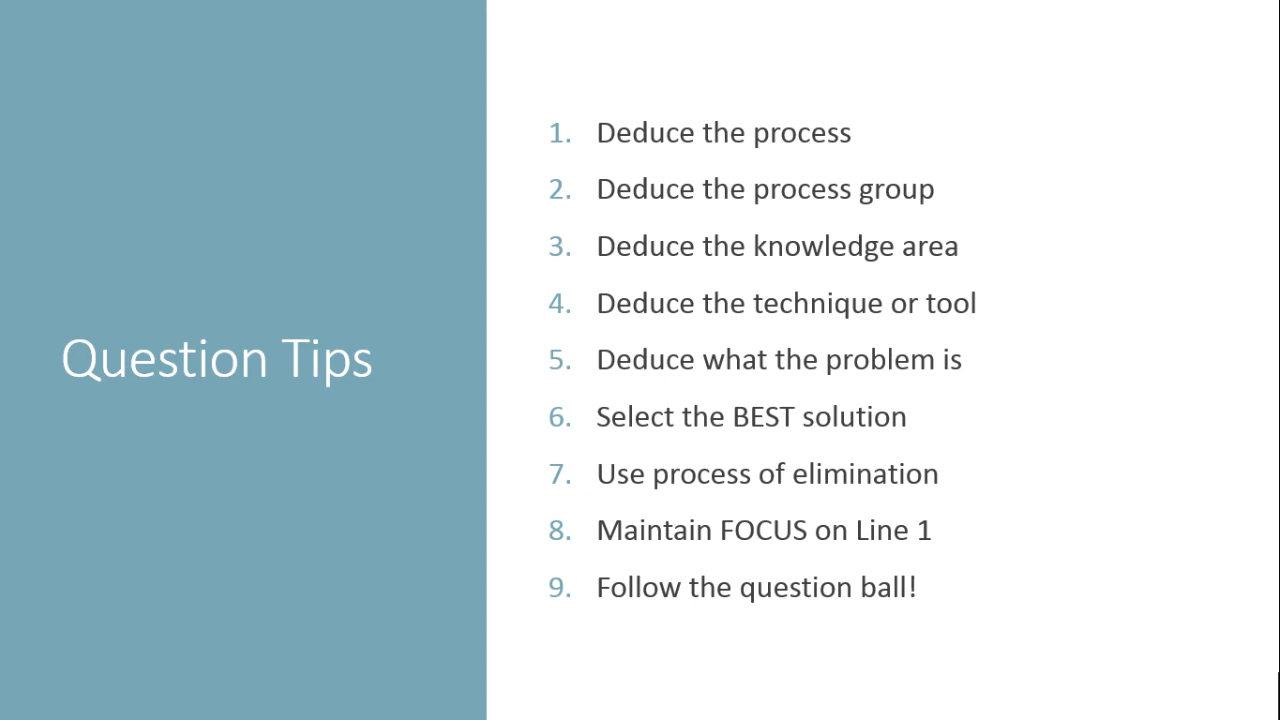 Question Tips
1. Deduce the process
2. Deduce the process group
3. Deduce the knowledge area
4. Deduce the technique or tool
5. Deduce what the problem is
6. Select the BEST solution
7. Use process of elimination
8. Maintain FOCUS on Line 1
9. Follow the question ball!